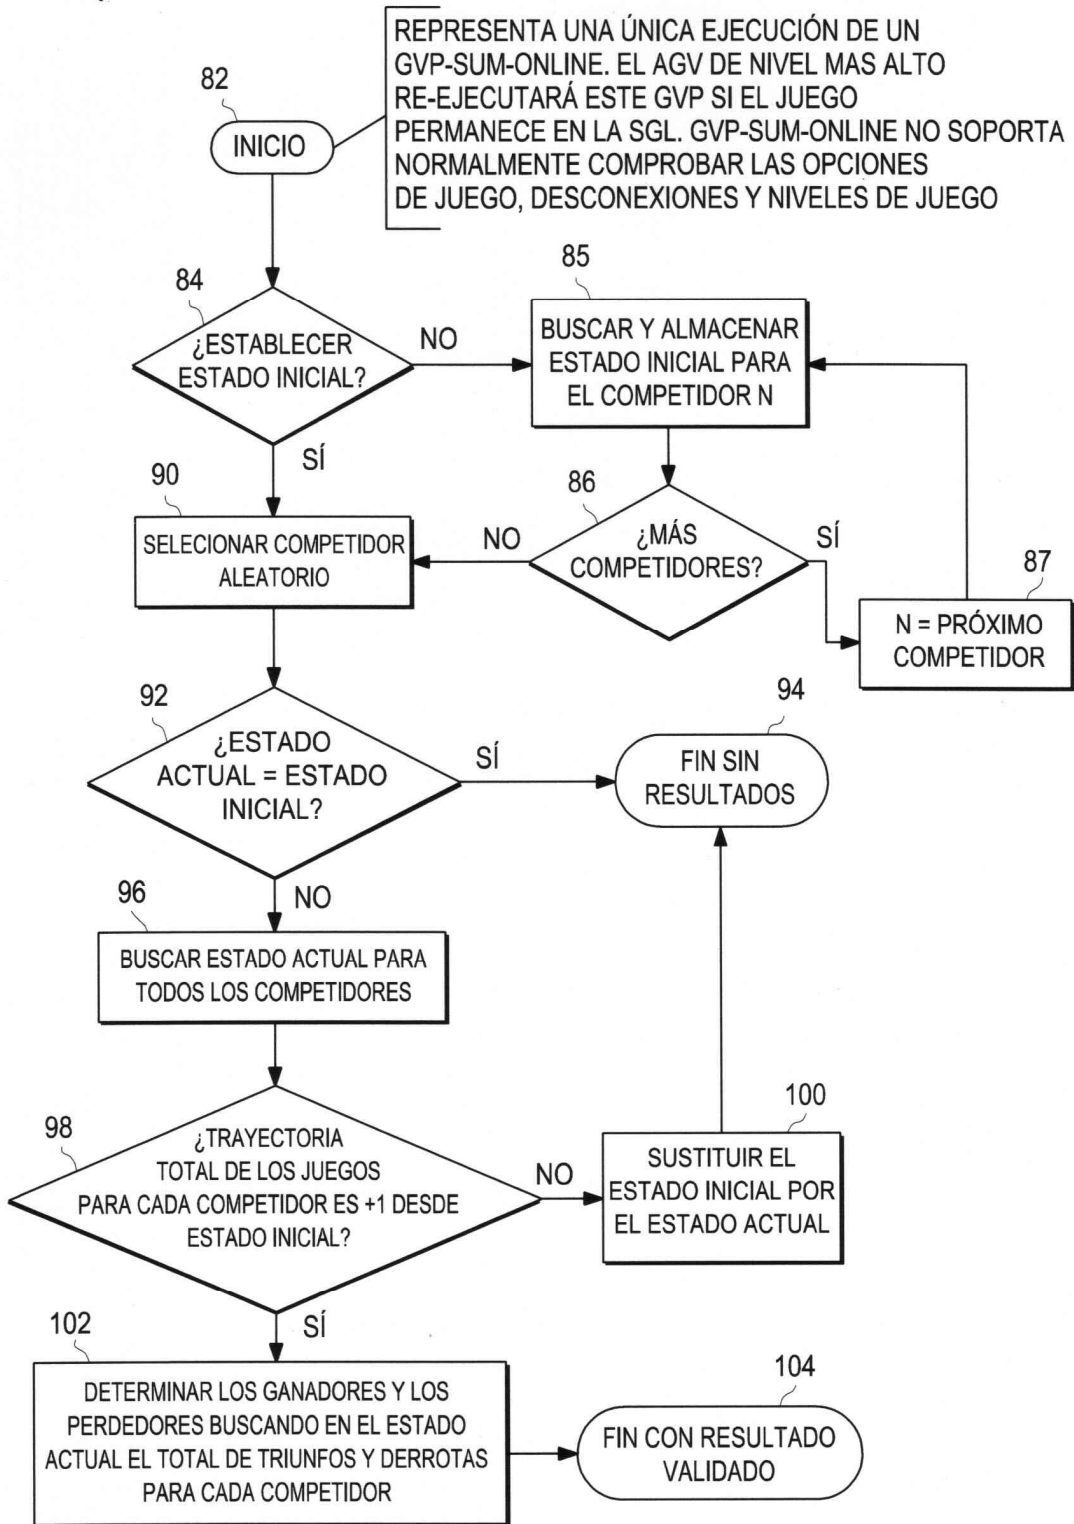 REPRESENTA UNA ÚNICA EJECUCIÓN DE UN
GVP-SUM-ONLINE. EL AGV DE NIVEL MAS ALTO
RE-EJECUTARÁ ESTE GVP SI EL JUEGO
PERMANECE EN LA SGL. GVP-SUM-ONLINE NO SOPORTA
NORMALMENTE COMPROBAR LAS OPCIONES
DE JUEGO, DESCONEXIONES Y NIVELES DE JUEGO
82
INICIO
84
¿ESTABLECER
ESTADO INICIAL?
NO
SÍ
85
BUSCAR Y ALMACENAR
ESTADO INICIAL PARA
EL COMPETIDOR N
86
¿MÁS
COMPETIDORES?
NO
SÍ
87
N = PRÓXIMO
COMPETIDOR
90
SELECIONAR COMPETIDOR
ALEATORIO
92
¿ESTADO
ACTUAL = ESTADO
INICIAL?
SÍ
NO
94
FIN SIN
RESULTADOS
96
BUSCAR ESTADO ACTUAL PARA
TODOS LOS COMPETIDORES
98
¿TRAYECTORIA
TOTAL DE LOS JUEGOS
PARA CADA COMPETIDOR ES +1 DESDE
ESTADO INICIAL?
NO
SÍ
100
SUSTITUIR EL
ESTADO INICIAL POR
EL ESTADO ACTUAL
102
DETERMINAR LOS GANADORES Y LOS
PERDEDORES BUSCANDO EN EL ESTADO
ACTUAL EL TOTAL DE TRIUNFOS Y DERROTAS
PARA CADA COMPETIDOR
104
FIN CON RESULTADO
VALIDADO